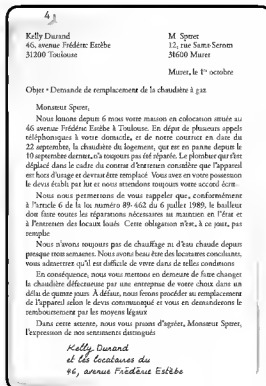 4
Kelly Durand
46, avenue Frédéric Estèbe
31200 Toulouse
M Sptret
12, rue Saint-Sernin
31600 Muret
Muret, le 1er octobre
Objet • Demande de remplacement de la chaudière à gaz
Monsieur Sptret,
Nous louons depuis 6 mois votre maison en colocation située au
46 avenue Frédéric Estèbe à Toulouse. En dépit de plusieurs appels
téléphoniques à votre domicile, et de notre courrier en date du
22 septembre, la chaudière du logement, qui est en panne depuis le
10 septembre dernier, n'a toujours pas été réparée. Le plombier qui s'est
déplacé dans le cadre du contrat d'entretien considère que l'appareil
est hors d'usage et devrait être remplacé Vous avez en votre possession
le devis établi par lui et nous attendons toujours votre accord écrit
Nous nous permettons de vous rappeler que, conformément
à l'article 6 de la loi numéro 89-462 du 6 juillet 1989, le bailleur
doit faire toutes les réparations nécessaires au maintien en l'état et
à l'entretien des locaux loués Cette obligation n'est, à ce jour, pas
remplie
Nous n'avons toujours pas de chauffage ni d'eau chaude depuis
presque trois semaines. Nous avons beau être des locataires conciliants,
vous admettrez qu'il est difficile de vivre dans de telles conditions
En conséquence, nous vous mettons en demeure de faire changer
la chaudière défectueuse par une entreprise de votre choix dans un
délai de quinze jours À défaut, nous ferons procéder au remplacement
de l'appareil selon le devis communiqué et vous en demanderons le
remboursement par les moyens légaux
Dans cette attente, nous vous prions d'agréer, Monsieur Sptret,
l'expression de nos sentiments distingués
Kelly Durand
et les locataires du
46, avenue Frédéric Estèbe